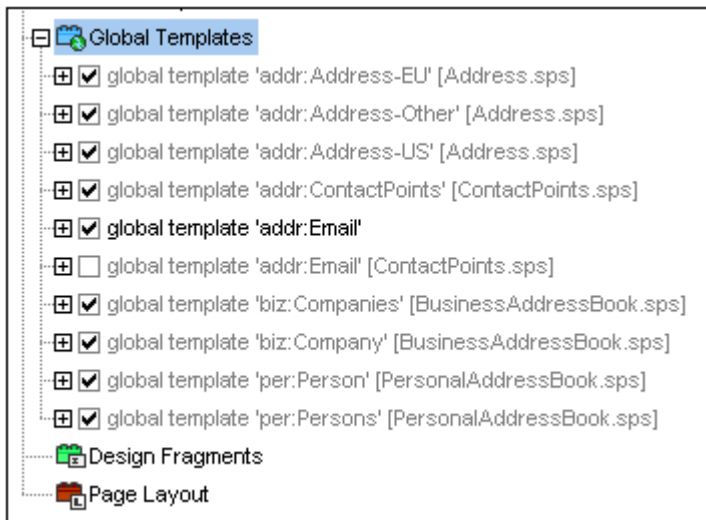 Global Templates
global template 'addr:Address-EU' [Address.sps]
global template 'addr:Address-Other' [Address.sps]
global template 'addr:Address-US' [Address.sps]
global template 'addr:ContactPoints' [ContactPoints.sps]
global template 'addr:Email'
global template 'addr:Email' [ContactPoints.sps]
global template 'biz:Companies' [BusinessAddressBook.sps]
global template 'biz:Company' [BusinessAddressBook.sps]
global template 'per:Person' [PersonalAddressBook.sps]
global template 'per:Persons' [PersonalAddressBook.sps]
Design Fragments
Page Layout